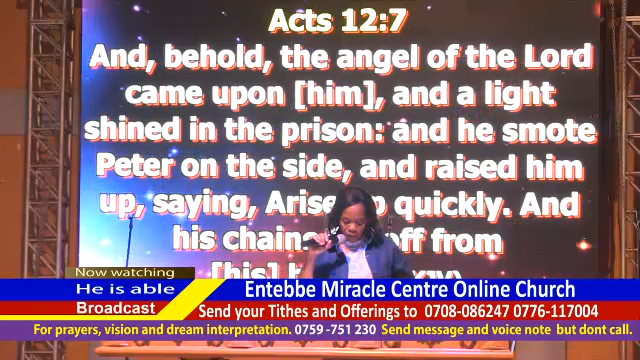 Acts 12:7
And, behold, the angel of the Lord
came upon [him], and a light
shined in the prison: and he smote
Peter on the side, and raised him
up, saying, Arise quickly. And
his chains off from
[his]
Now watching
He is able
Broadcast
Entebbe Miracle Centre Online Church
Send your Tithes and Offerings to 0708-086247 0776-117004
For prayers, vision and dream interpretation. 0759 -751 230 Send message and voice note but dont call.